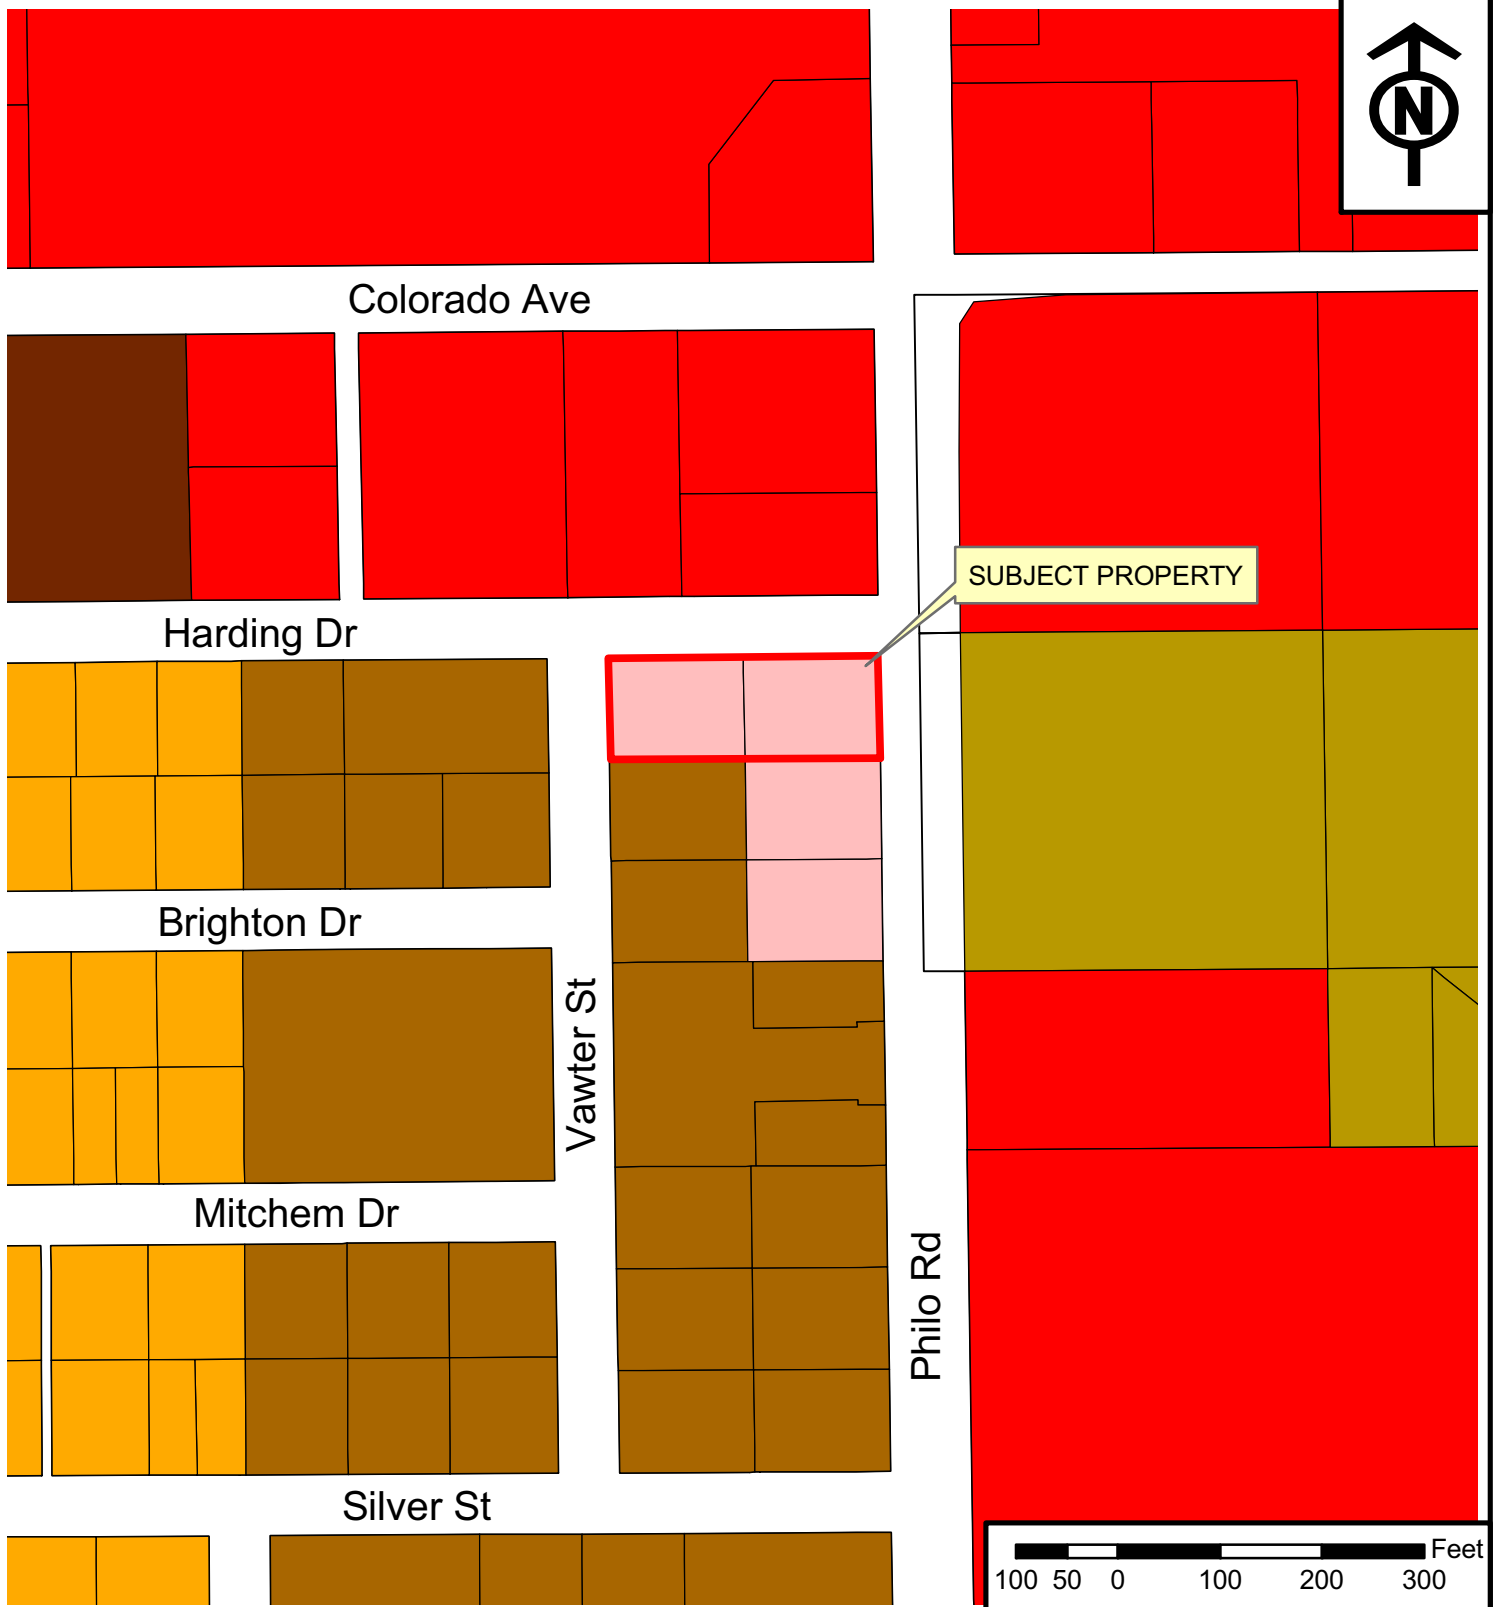 N
Colorado Ave
SUBJECT PROPERTY
Harding Dr
Brighton Dr
Vawter St
Mitchem Dr
Philo Rd
Silver St
Feet
100 50 0 100 200 300